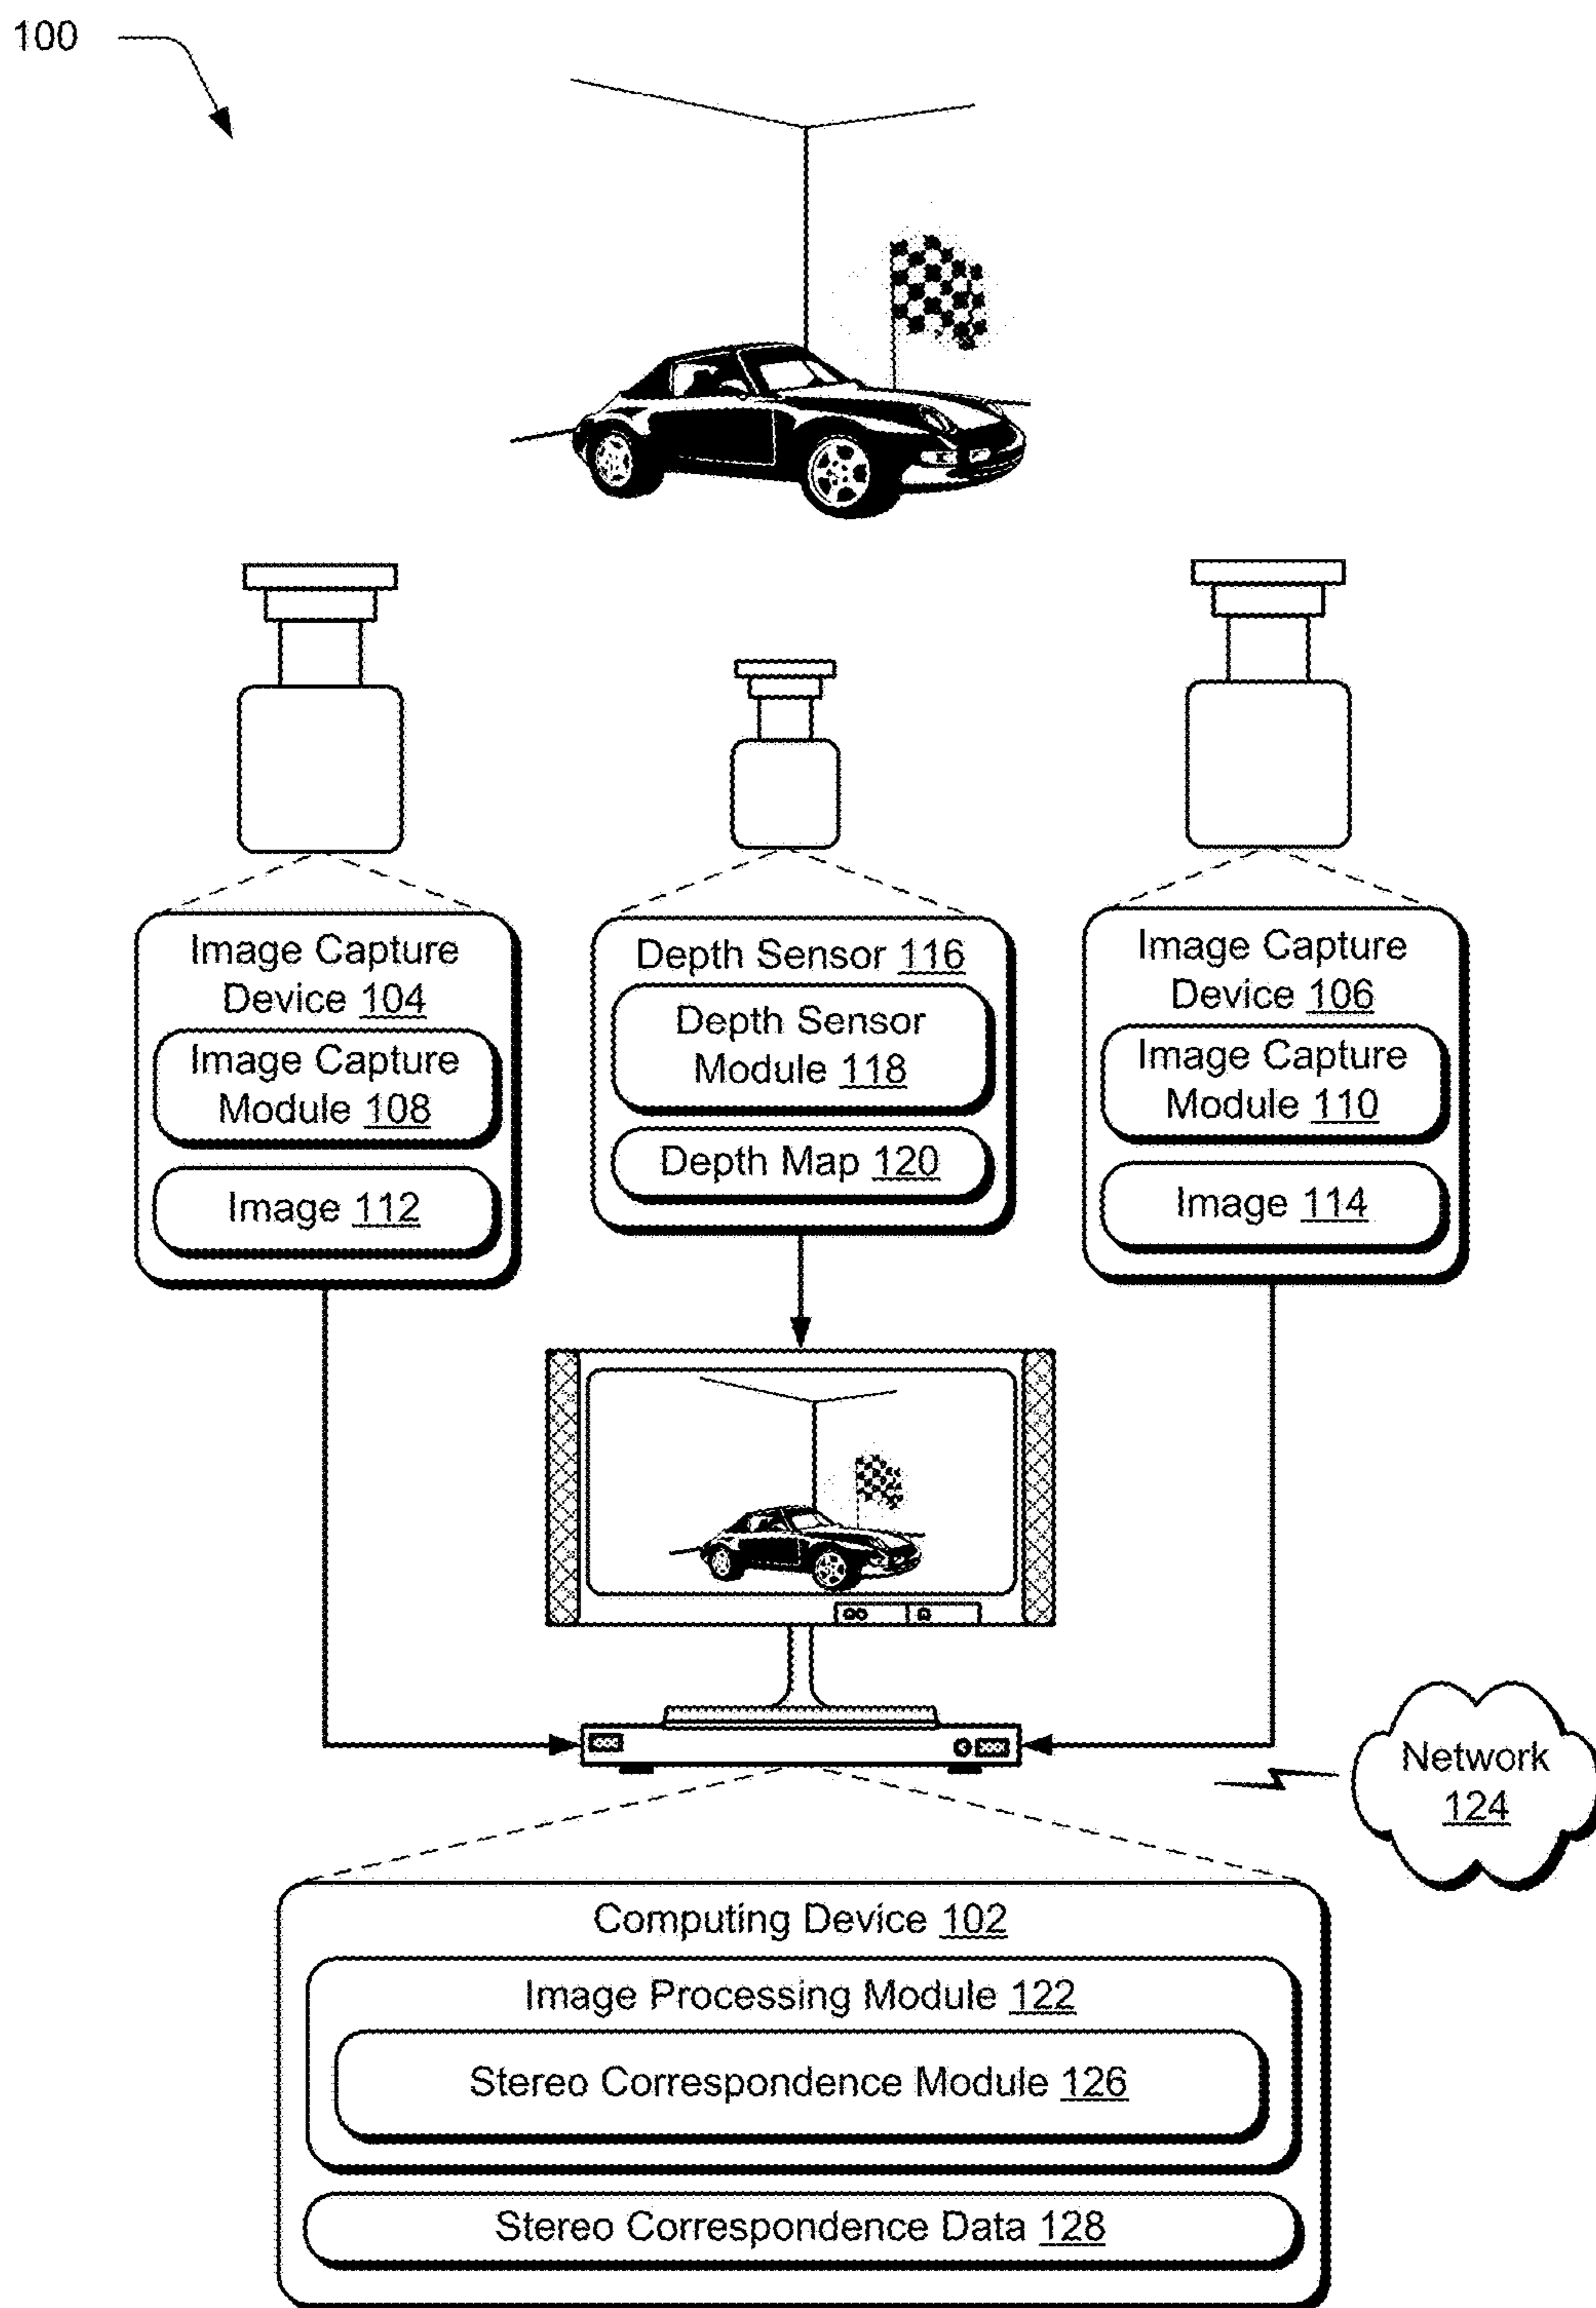 100
Image Capture
Device 104
Image Capture
Module 108
Image 112
Depth Sensor 116
Depth Sensor
Module 118
Depth Map 120
Image Capture
Device 106
Image Capture
Module 110
Image 114
Network
124
Computing Device 102
Image Processing Module 122
Stereo Correspondence Module 126
Stereo Correspondence Data 128